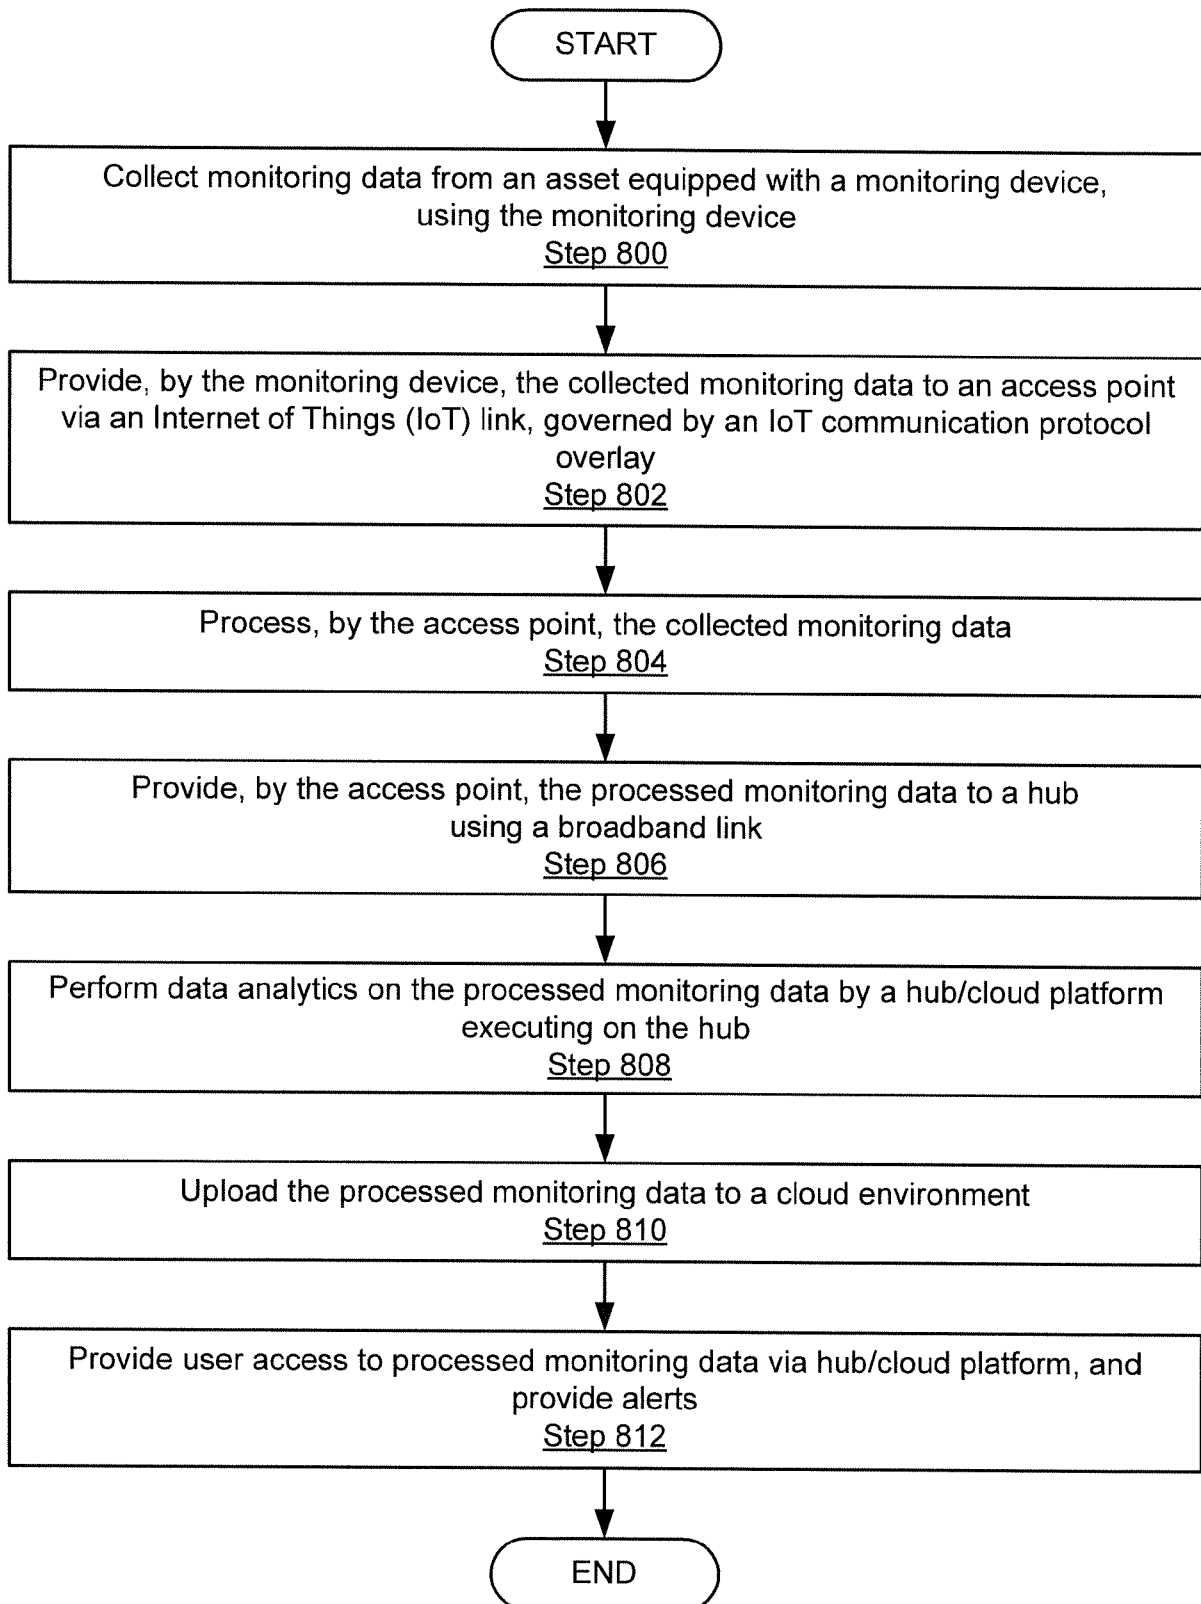 START
Collect monitoring data from an asset equipped with a monitoring device,
using the monitoring device
Step 800
Provide, by the monitoring device, the collected monitoring data to an access point
via an Internet of Things (IoT) link, governed by an IoT communication protocol
overlay
Step 802
Process, by the access point, the collected monitoring data
Step 804
Provide, by the access point, the processed monitoring data to a hub
using a broadband link
Step 806
Perform data analytics on the processed monitoring data by a hub/cloud platform
executing on the hub
Step 808
Upload the processed monitoring data to a cloud environment
Step 810
Provide user access to processed monitoring data via hub/cloud platform, and
provide alerts
Step 812
END